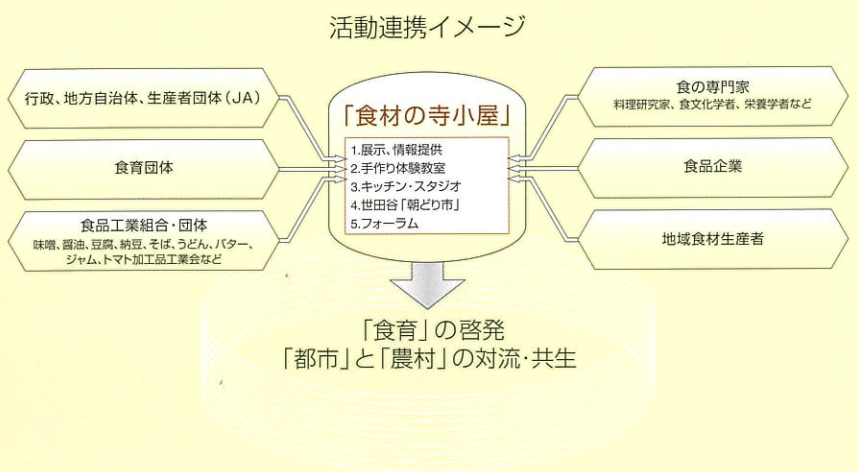 活動連携イメージ
行政、地方自治体、生産者団体（JA）
食育団体
食品工業組合・団体
味噌、醤油、豆腐、納豆、そば、うどん、バター、
ジャム、トマト加工品工業会など
「食材の寺小屋」
1.展示、情報提供
2.手作り体験教室
3.キッチン・スタジオ
4.世田谷「朝どり市」
5.フォーラム
食の専門家
料理研究家、食文化学者、栄養学者など
食品企業
地域食材生産者
「食育」の啓発
「都市」と「農村」の対流・共生